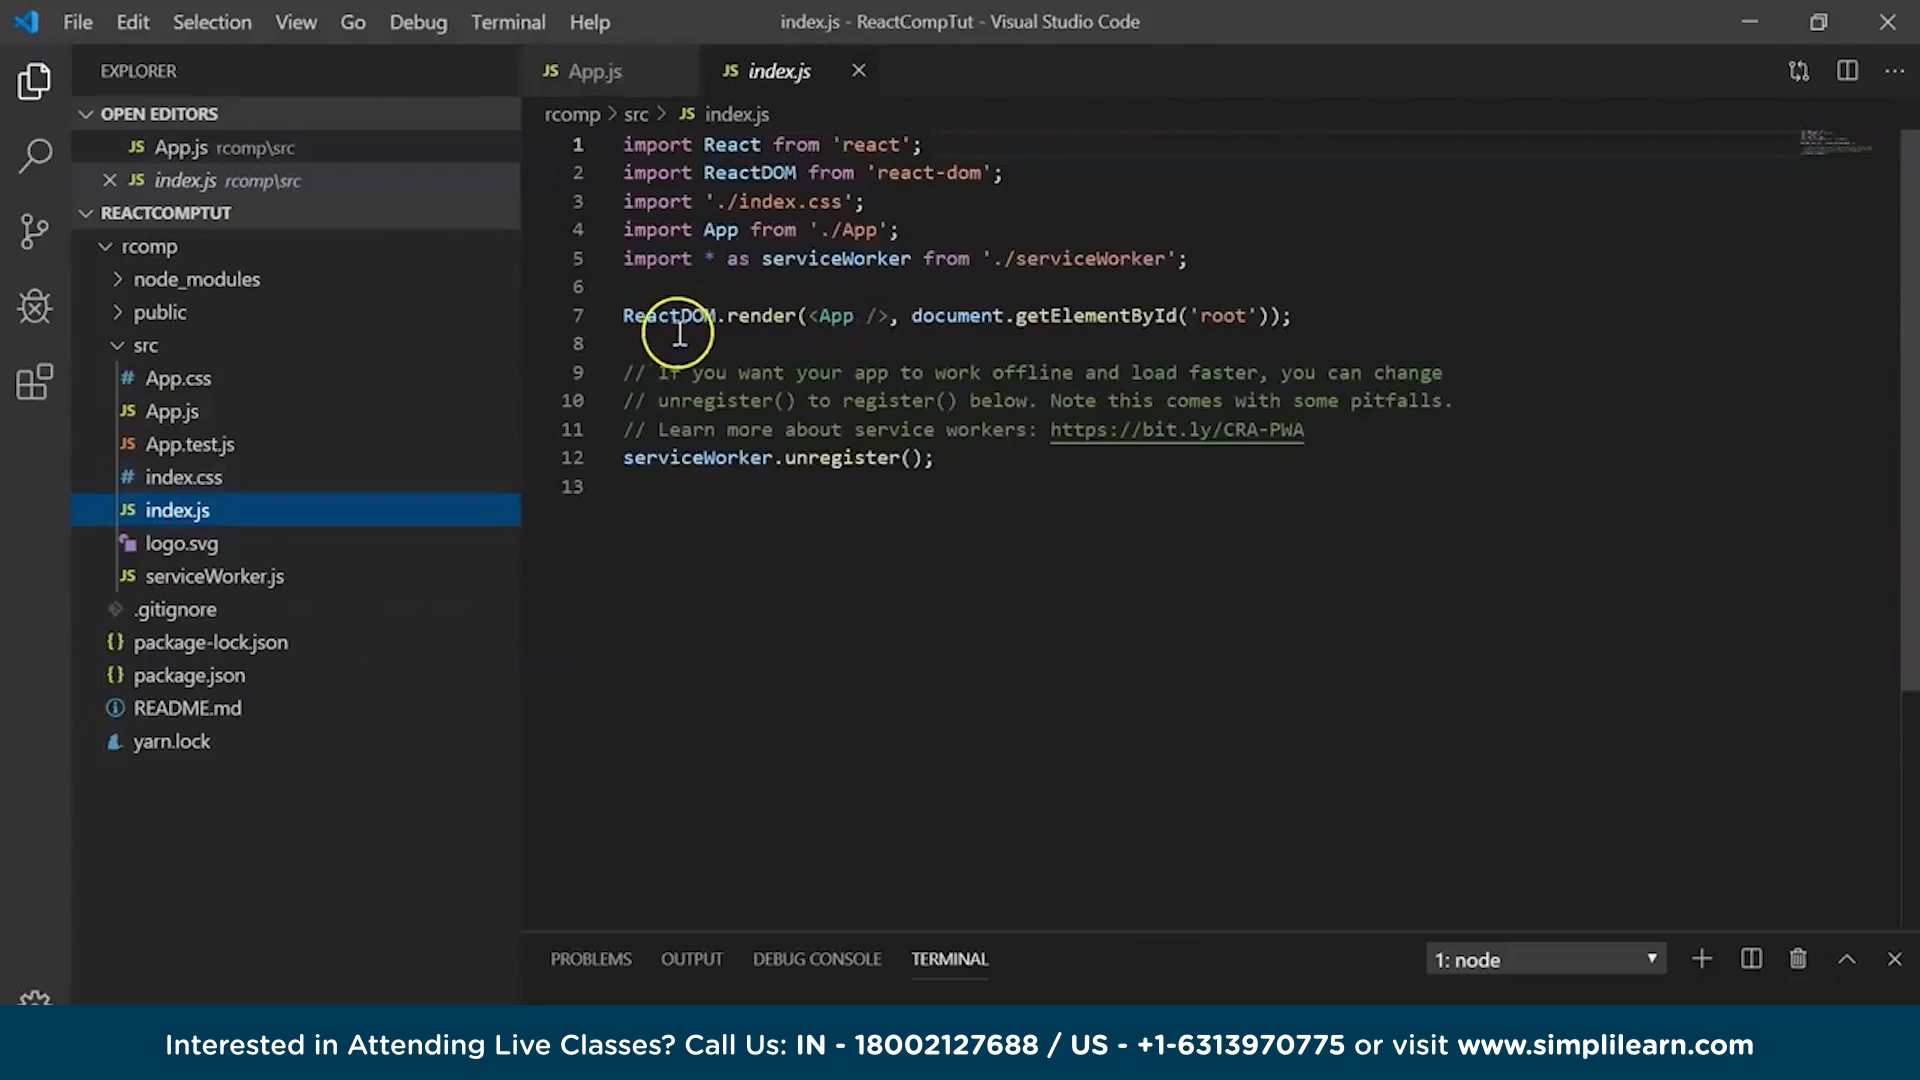 File Edit Selection View Go Debug Terminal Help
index.js - ReactCompTut - Visual Studio Code
EXPLORER
OPEN EDITORS
JS App.js rcomp\src
JS index.js rcomp\src
REACTCOMPTUT
rcomp
node_modules
public
src
# App.css
JS App.js
JS App.test.js
# index.css
JS index.js
logo.svg
JS serviceWorker.js
.gitignore
{} package-lock.json
{} package.json
README.md
yarn.lock
JS App.js
JS index.js
rcomp > src > JS index.js
1 import React from 'react';
2 import ReactDOM from 'react-dom';
3 import './index.css';
4 import App from './App';
5 import * as serviceWorker from './serviceWorker';
6
7 ReactDOM.render(<App />, document.getElementById('root'));
8
9 // If you want your app to work offline and load faster, you can change
10 // unregister() to register() below. Note this comes with some pitfalls.
11 // Learn more about service workers: https://bit.ly/CRA-PWA
12 serviceWorker.unregister();
13
PROBLEMS OUTPUT DEBUG CONSOLE TERMINAL
1: node
Interested in Attending Live Classes? Call Us: IN - 18002127688 / US - +1-6313970775 or visit www.simplilearn.com